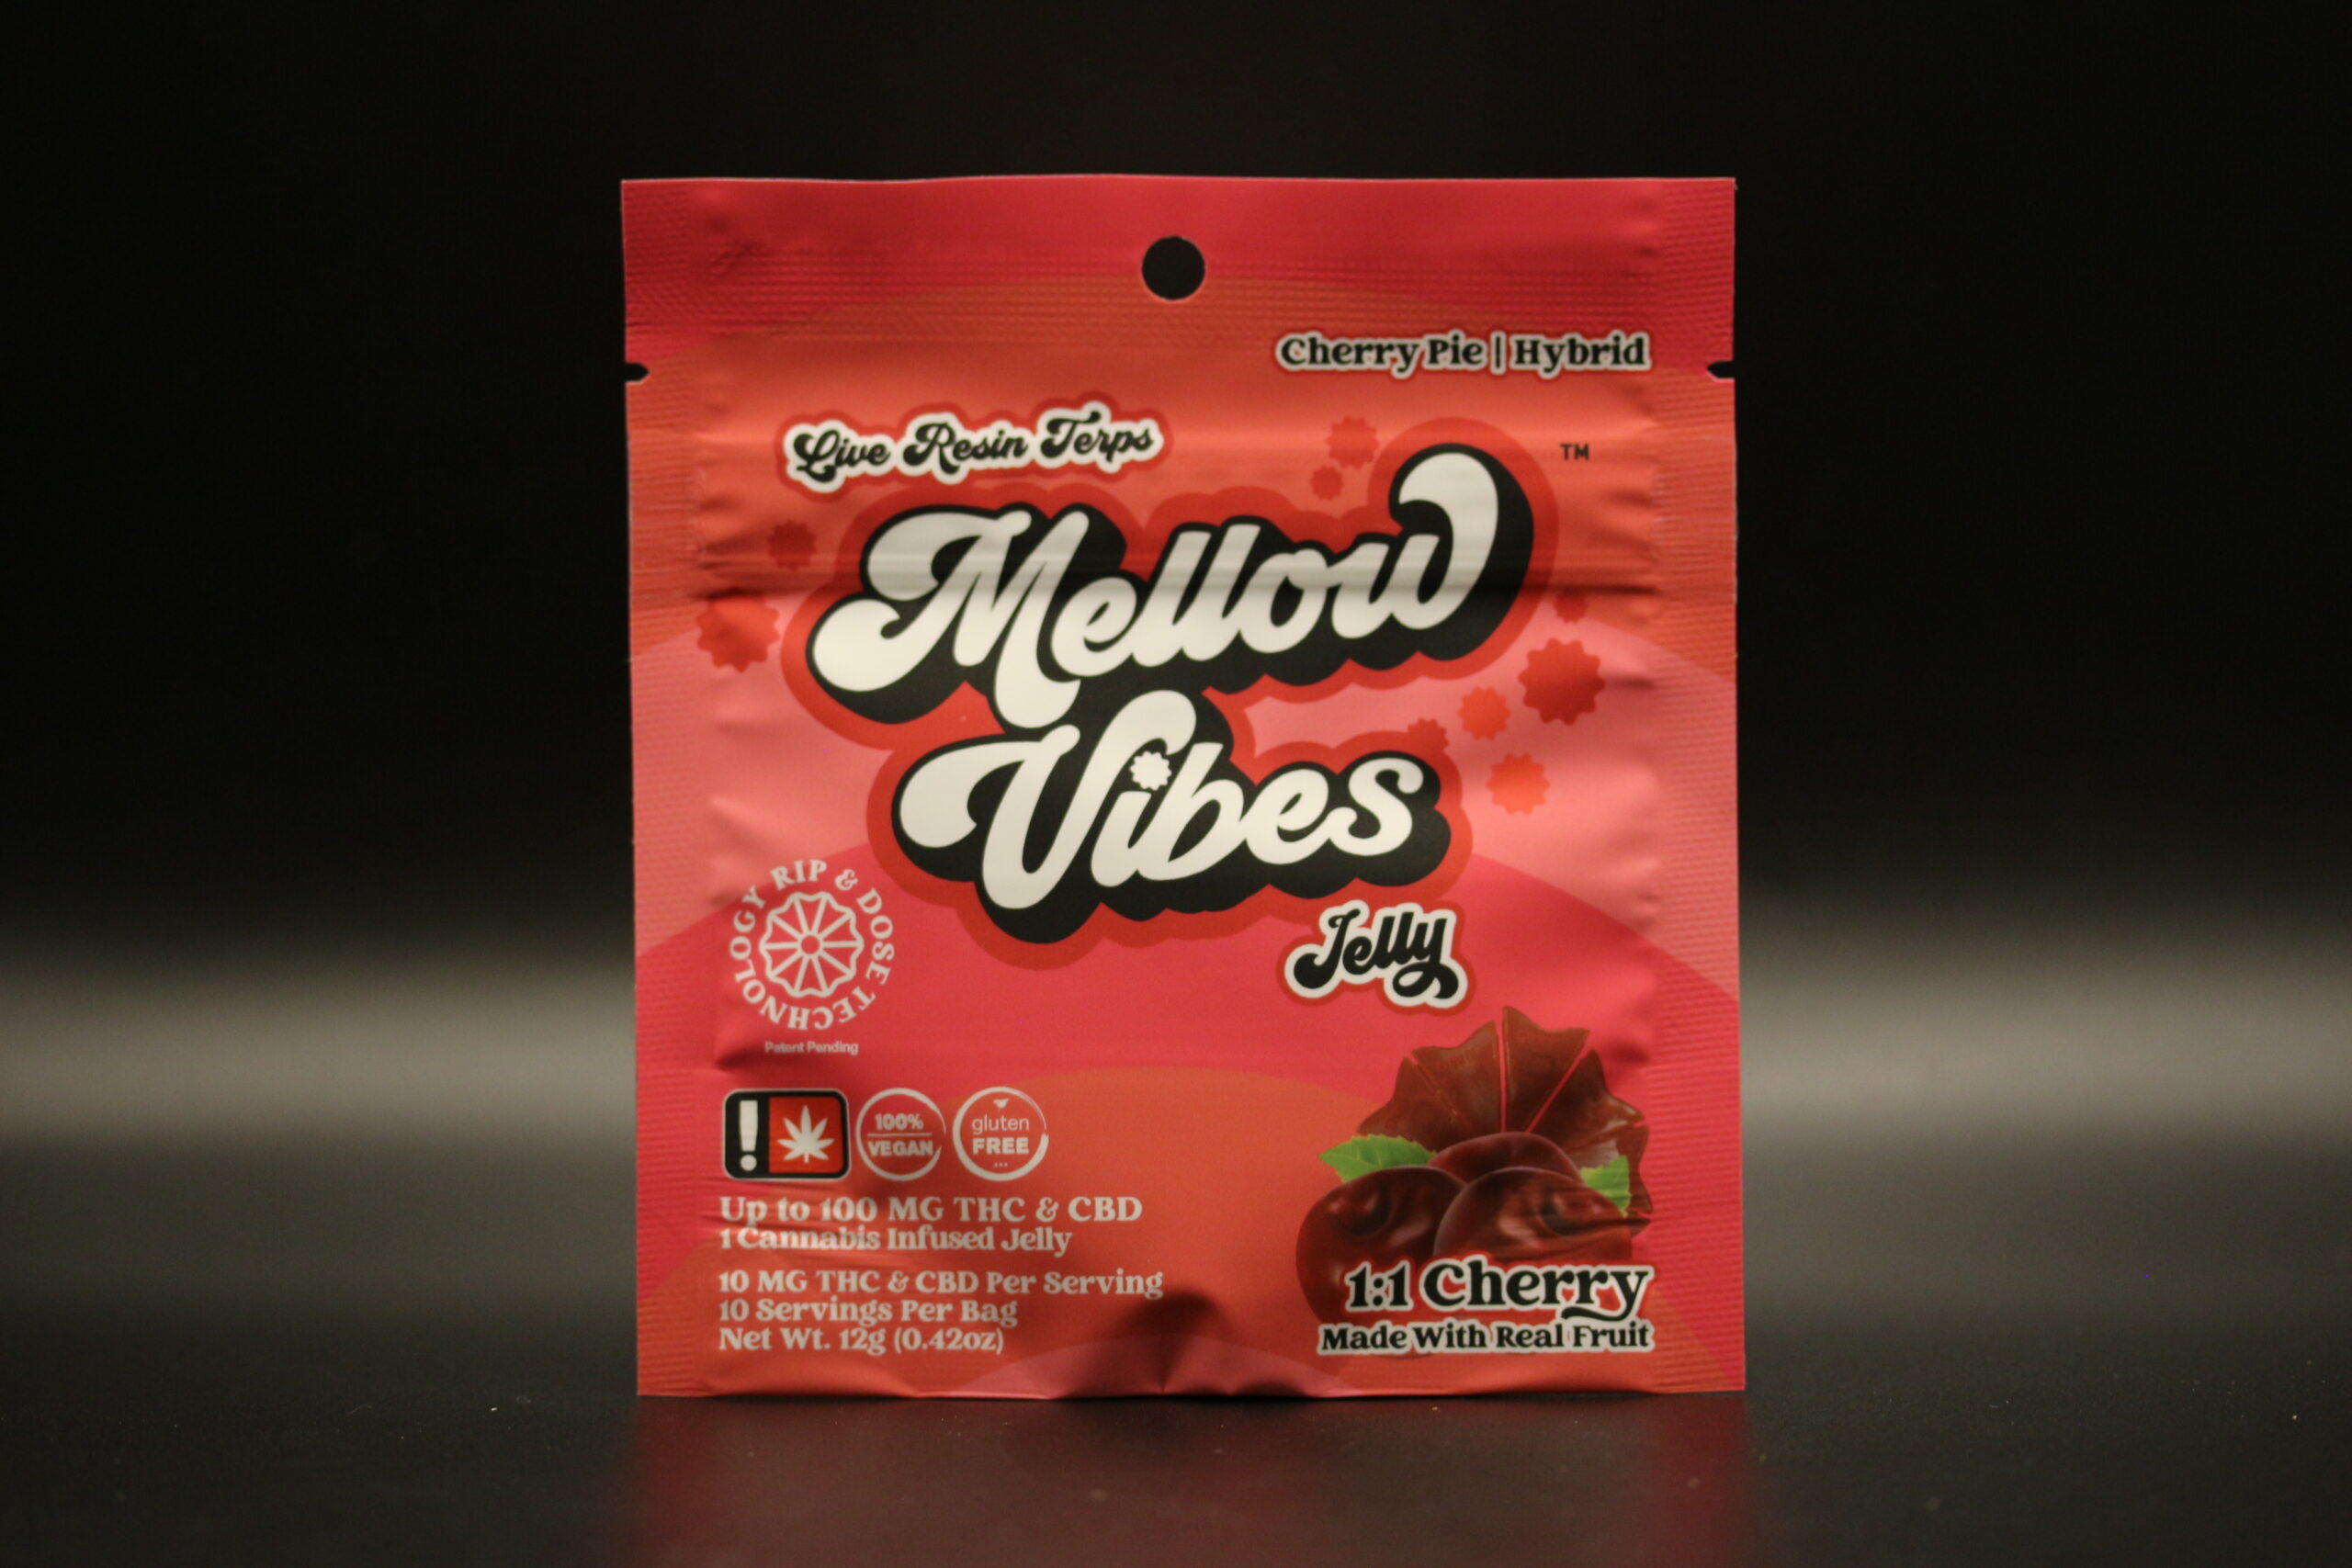 Cherry Pie | Hybrid
Live Resin Terps
Mellow
™
Vibes
Jelly
RIP & DOSE TECHNOLOGY
Patent Pending
!
100%
VEGAN
gluten
FREE
Up to 100 MG THC & CBD
1 Cannabis Infused Jelly
10 MG THC & CBD Per Serving
10 Servings Per Bag
Net Wt. 12g (0.42oz)
1:1 Cherry
Made With Real Fruit